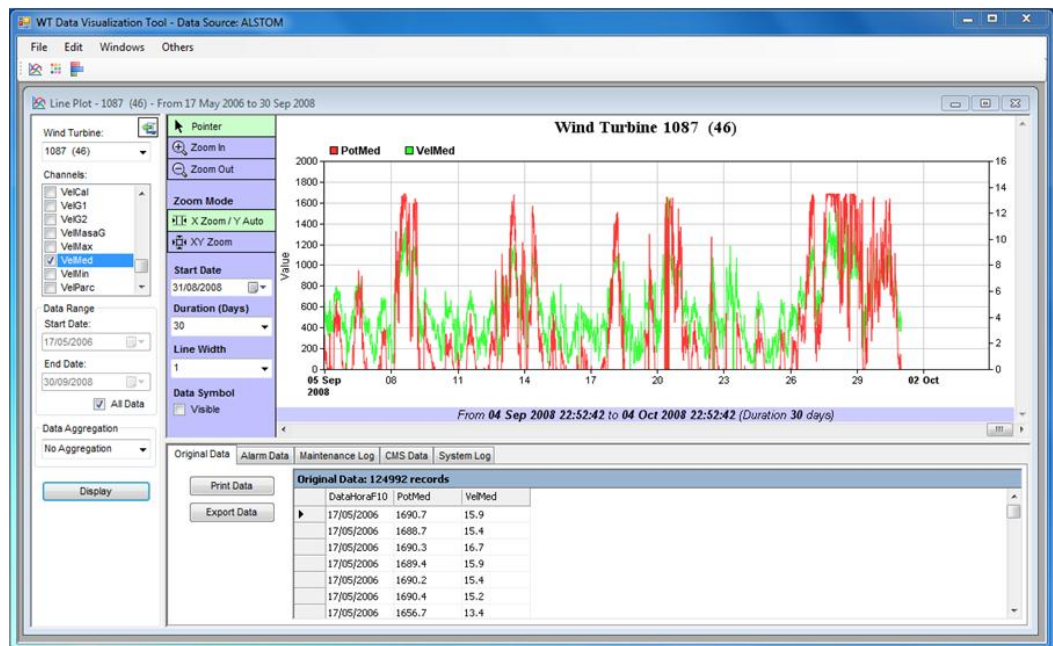 WT Data Visualization Tool - Data Source: ALSTOM
File Edit Windows Others
Line Plot - 1087 (46) - From 17 May 2006 to 30 Sep 2008
Wind Turbine:
1087 (46)
Channels:
VelCal
VelG1
VelG2
VelMasaG
VelMax
VelMed
VelMin
VelParc
Data Range
Start Date:
17/05/2006
End Date:
30/09/2008
All Data
Data Aggregation
No Aggregation
Display
Pointer
Zoom In
Zoom Out
Zoom Mode
X Zoom / Y Auto
XY Zoom
Start Date
31/08/2008
Duration (Days)
30
Line Width
1
Data Symbol
Visible
Wind Turbine 1087 (46)
PotMed VelMed
Value
2000
1800
1600
1400
1200
1000
800
600
400
200
0
16
14
12
10
8
6
4
2
0
05 Sep 08 11 14 17 20 23 26 29 02 Oct
2008
From 04 Sep 2008 22:52:42 to 04 Oct 2008 22:52:42 (Duration 30 days)
Original Data Alarm Data Maintenance Log CMS Data System Log
Print Data
Export Data
Original Data: 124992 records
DataHoraF10 PotMed VelMed
17/05/2006 1690.7 15.9
17/05/2006 1688.7 15.4
17/05/2006 1690.3 16.7
17/05/2006 1689.4 15.9
17/05/2006 1690.2 15.4
17/05/2006 1690.4 15.2
17/05/2006 1656.7 13.4